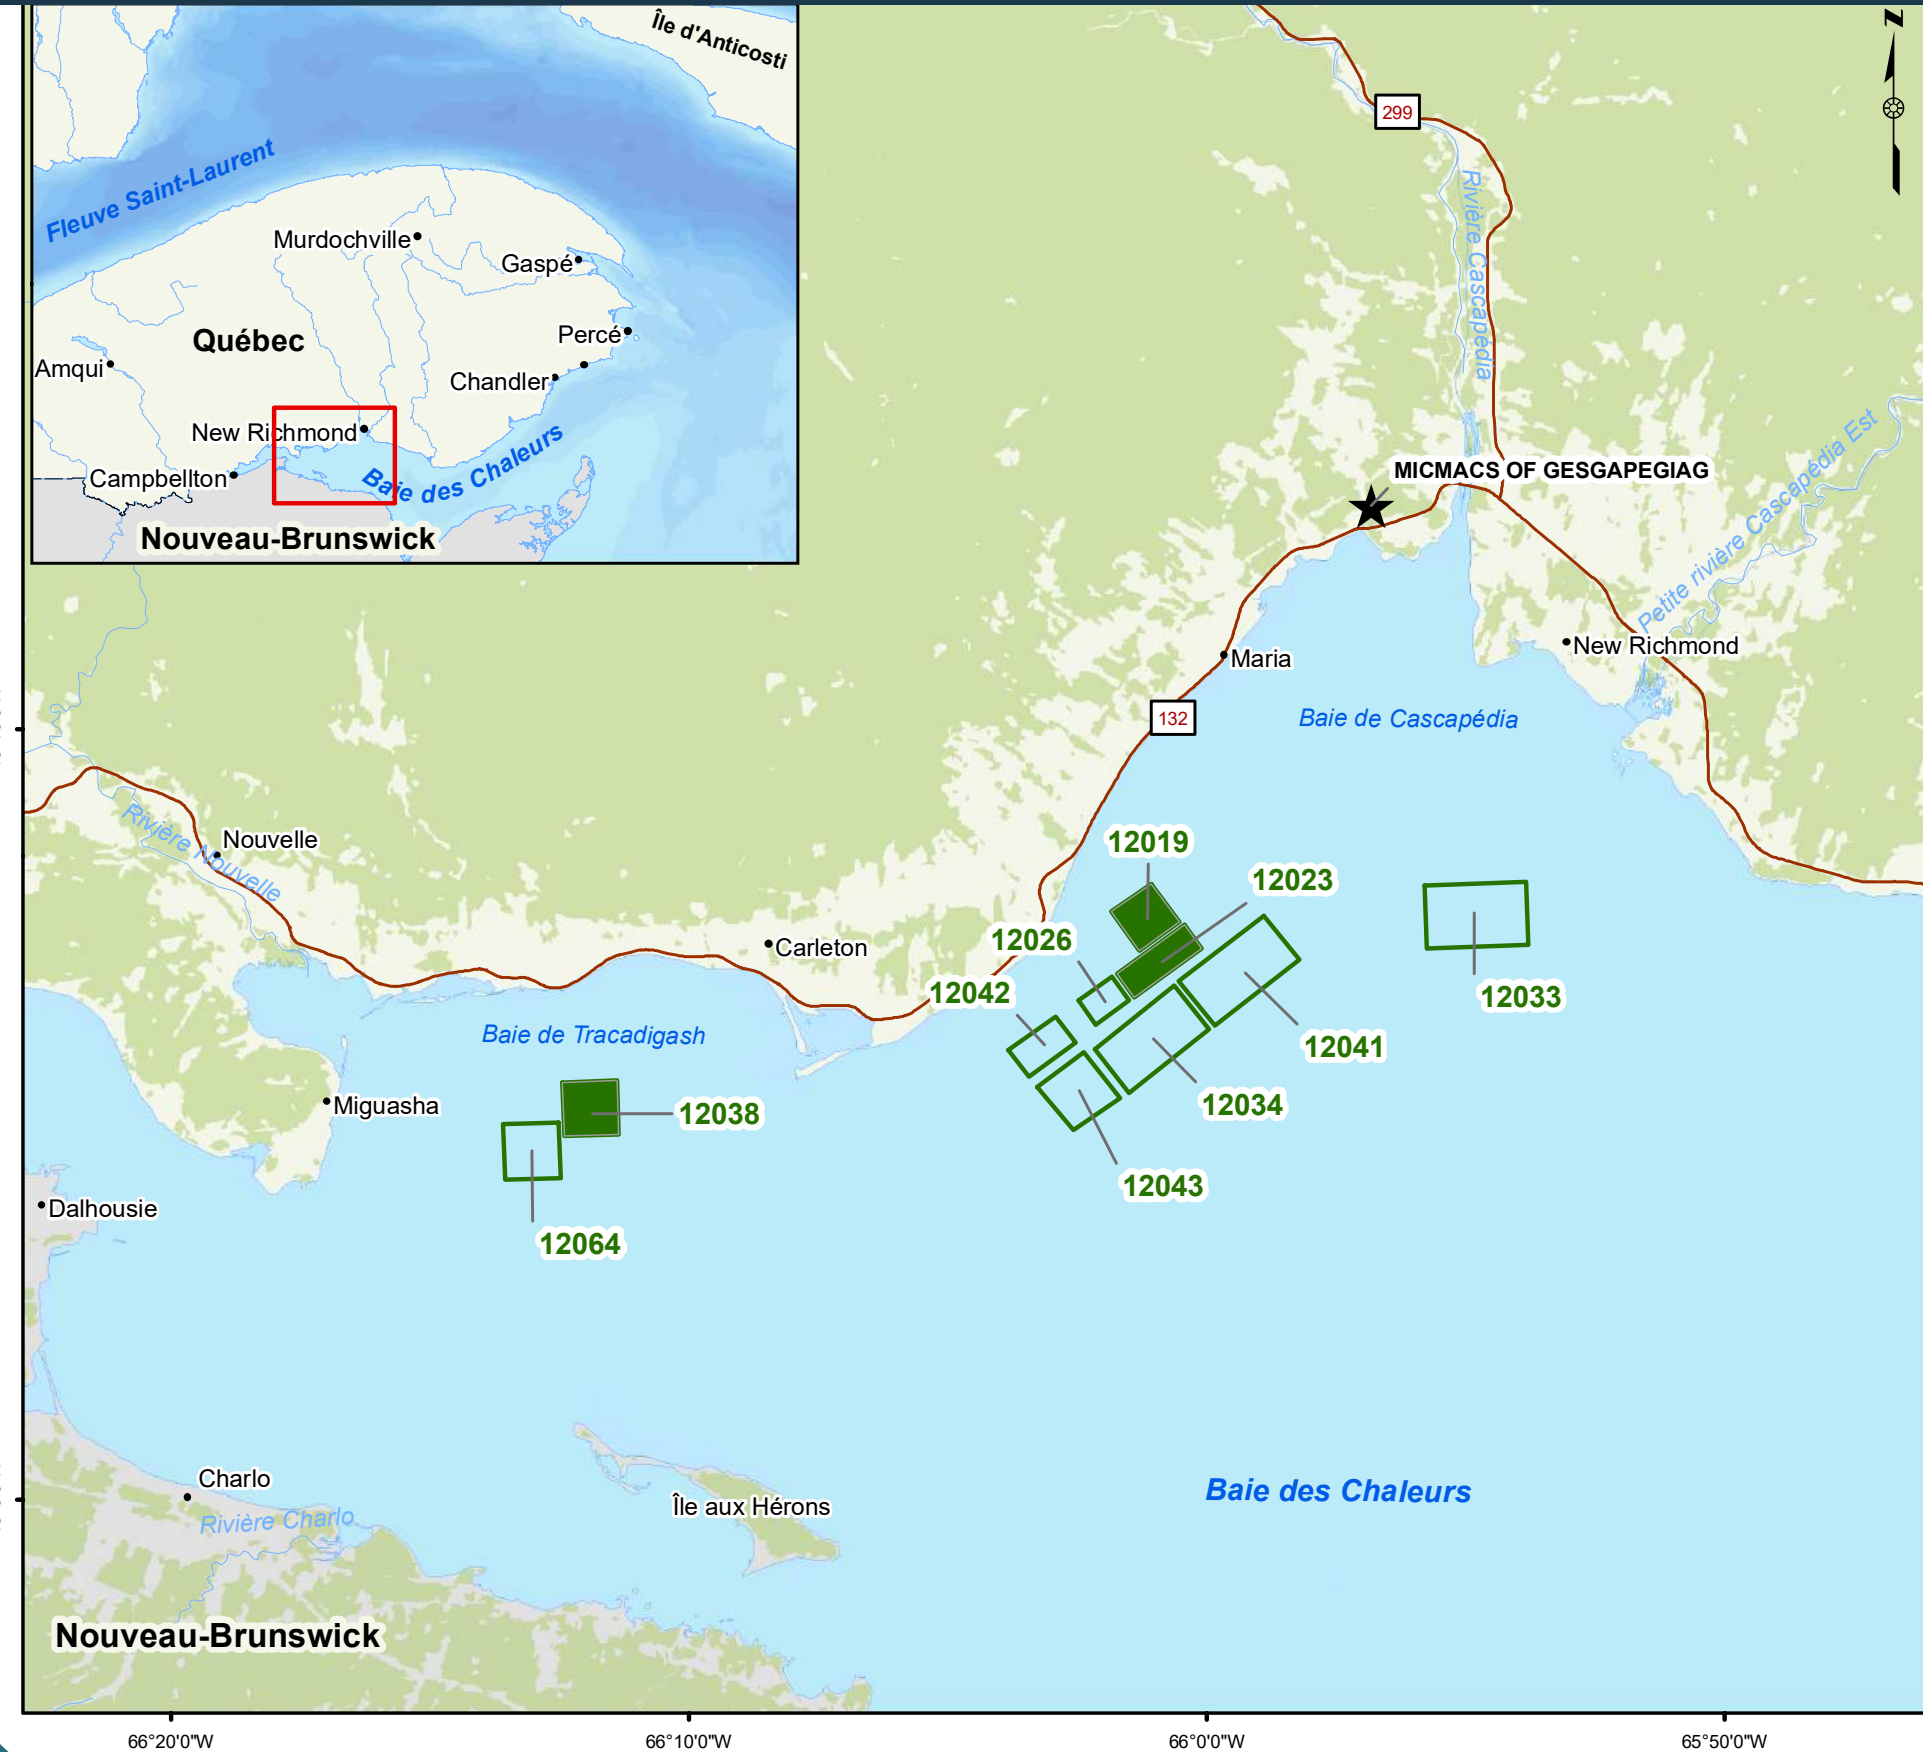 Île d'Anticosti
Fleuve Saint-Laurent
Murdochville
Gaspé
Québec
Percé
Amqui
Chandler
New Richmond
Campbellton
Baie des Chaleurs
Nouveau-Brunswick
N
299
Rivière Cascapédia
MICMACS OF GESGAPEGIAG
Petite rivière Cascapédia Est
New Richmond
Maria
132
Baie de Cascapédia
Rivière Nouvelle
Nouvelle
12019
12023
12026
Carleton
12042
12033
Baie de Tracadigash
12041
Miguasha
12038
12034
12043
Dalhousie
12064
Charlo
Rivière Charlo
Île aux Hérons
Baie des Chaleurs
Nouveau-Brunswick
66°20'0"W
66°10'0"W
66°0'0"W
65°50'0"W